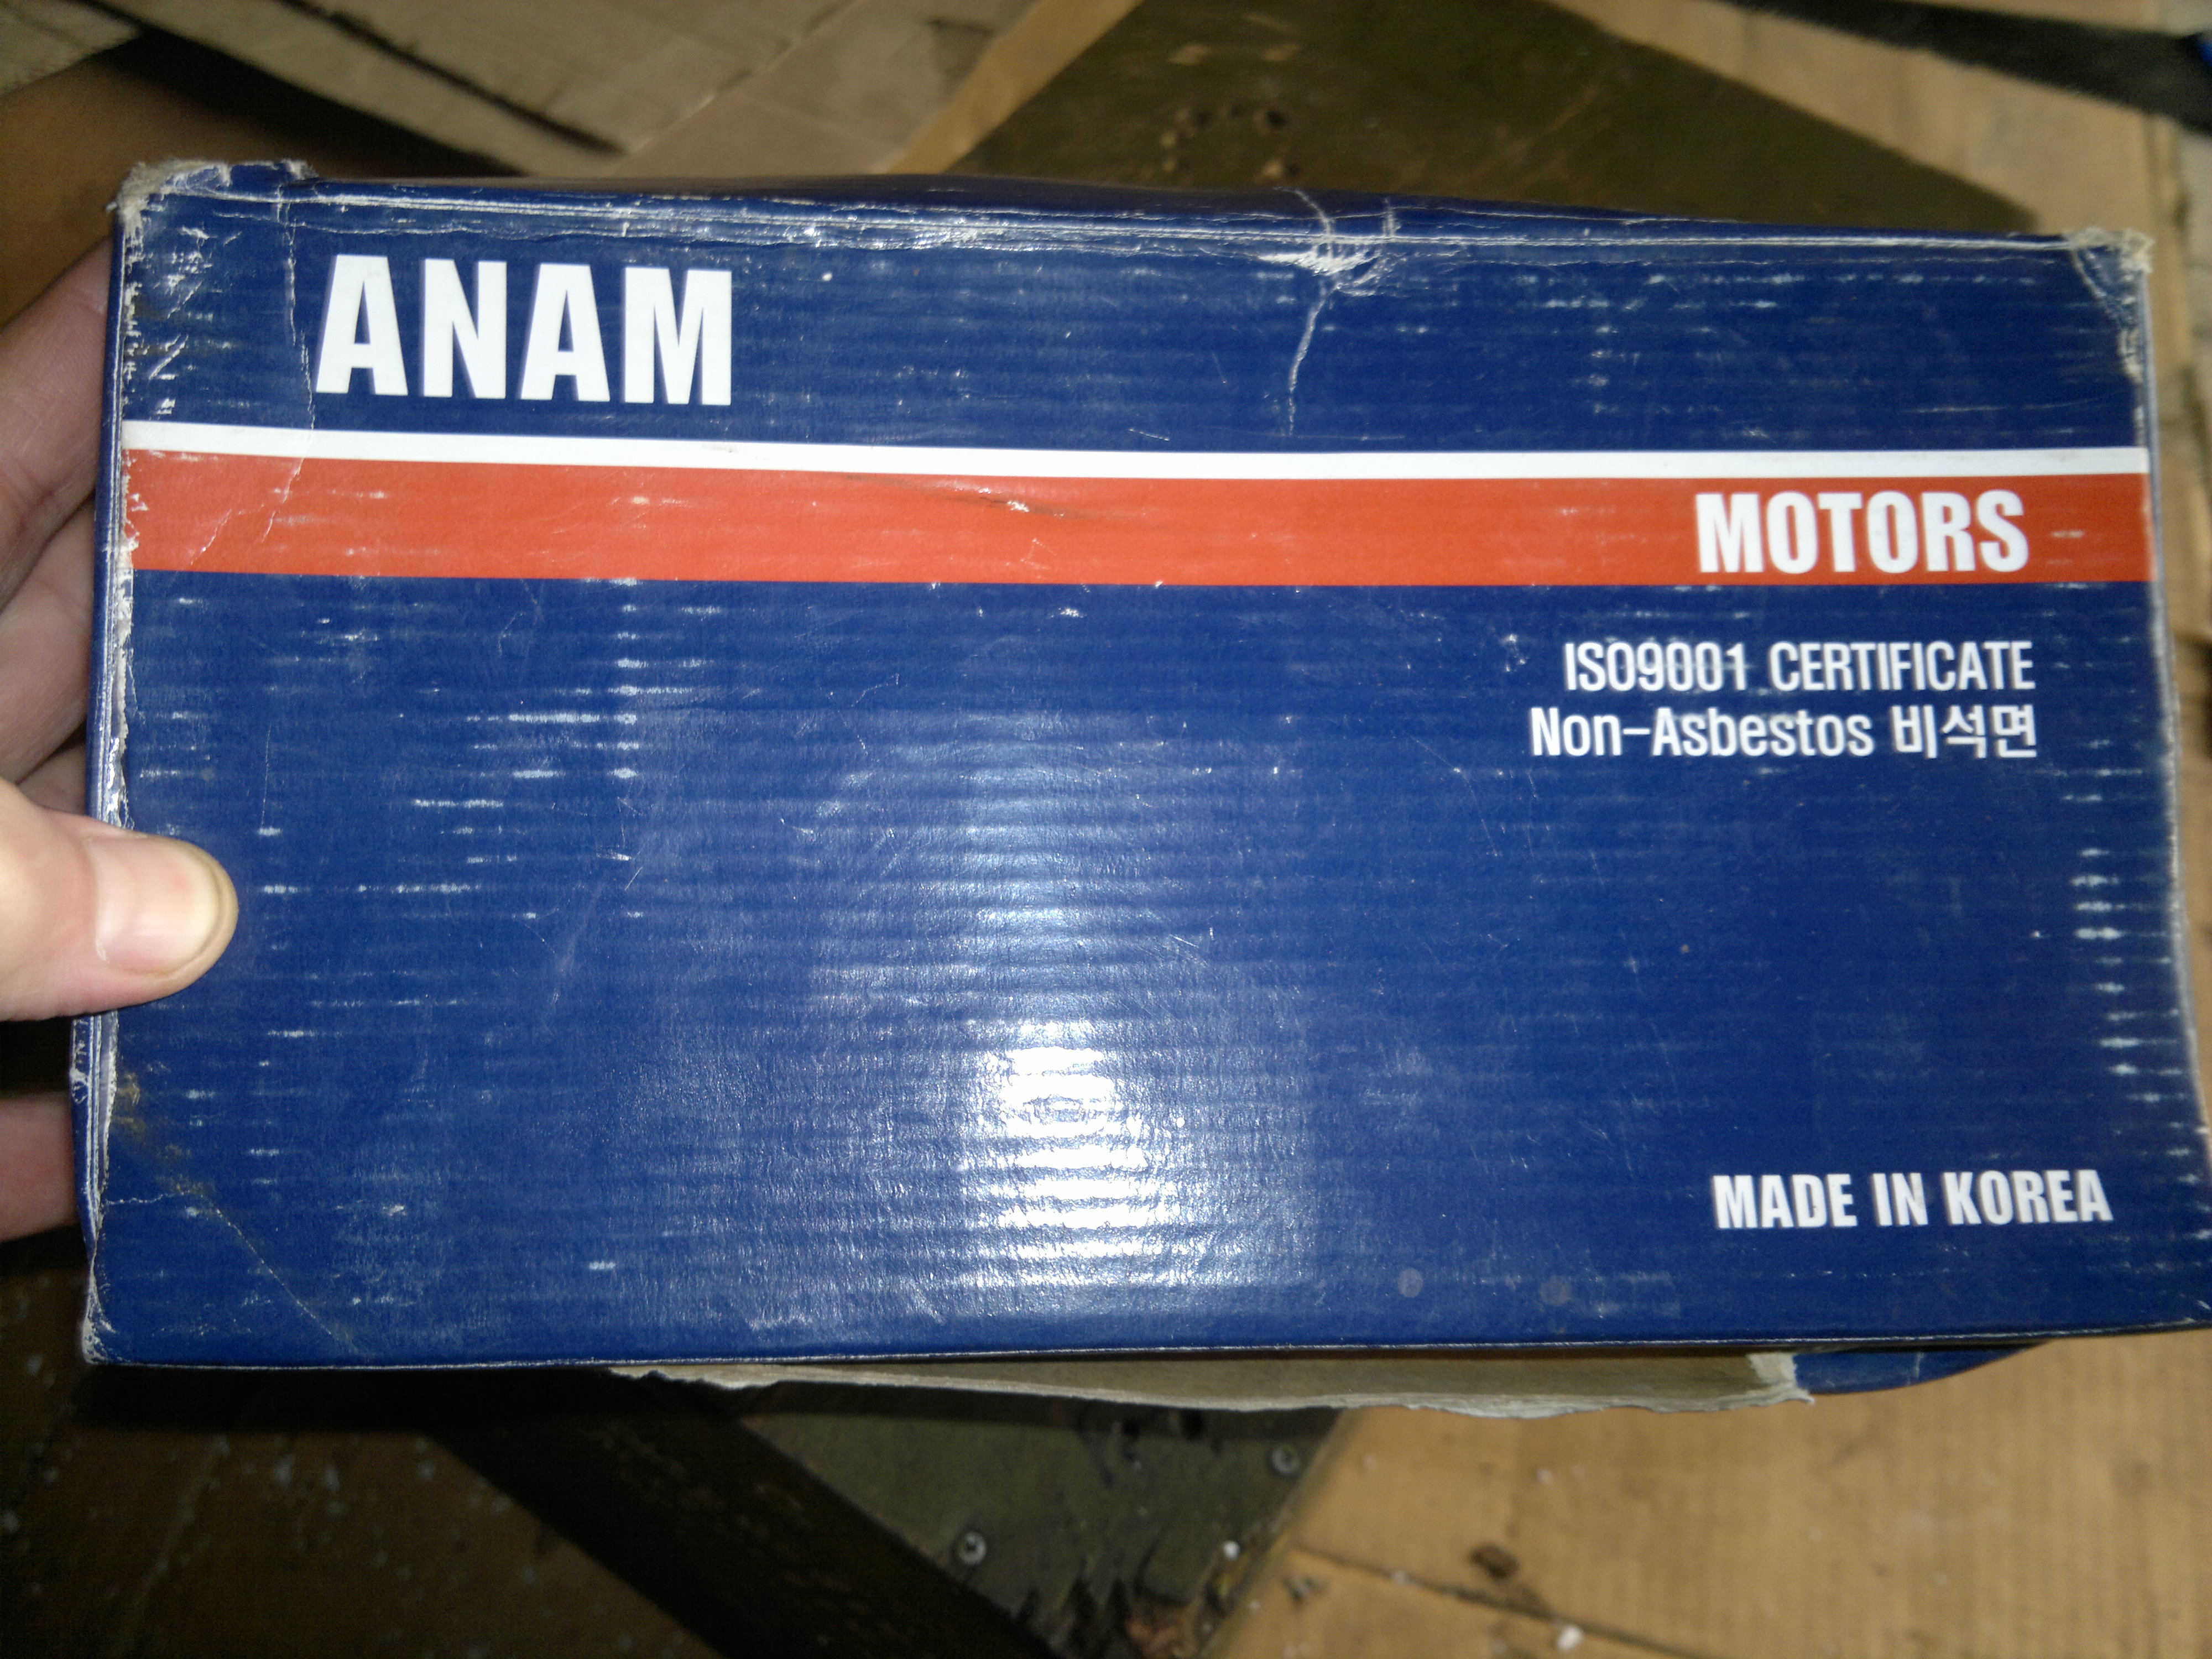 ANAM
MOTORS
ISO9001 CERTIFICATE
Non-Asbestos 비석면
MADE IN KOREA